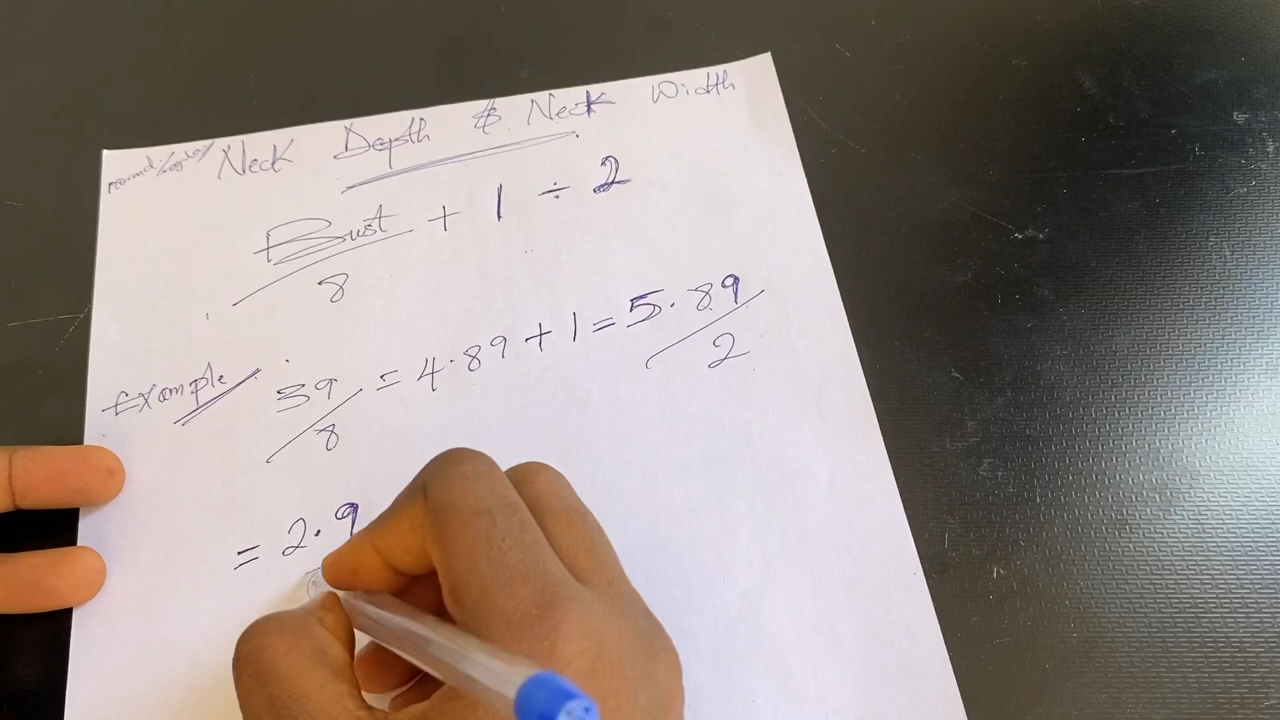 Neck Depth & Neck Width
Bust/8 + 1 ÷ 2
Example 39/8 = 4.89 + 1 = 5.89/2
= 2.9